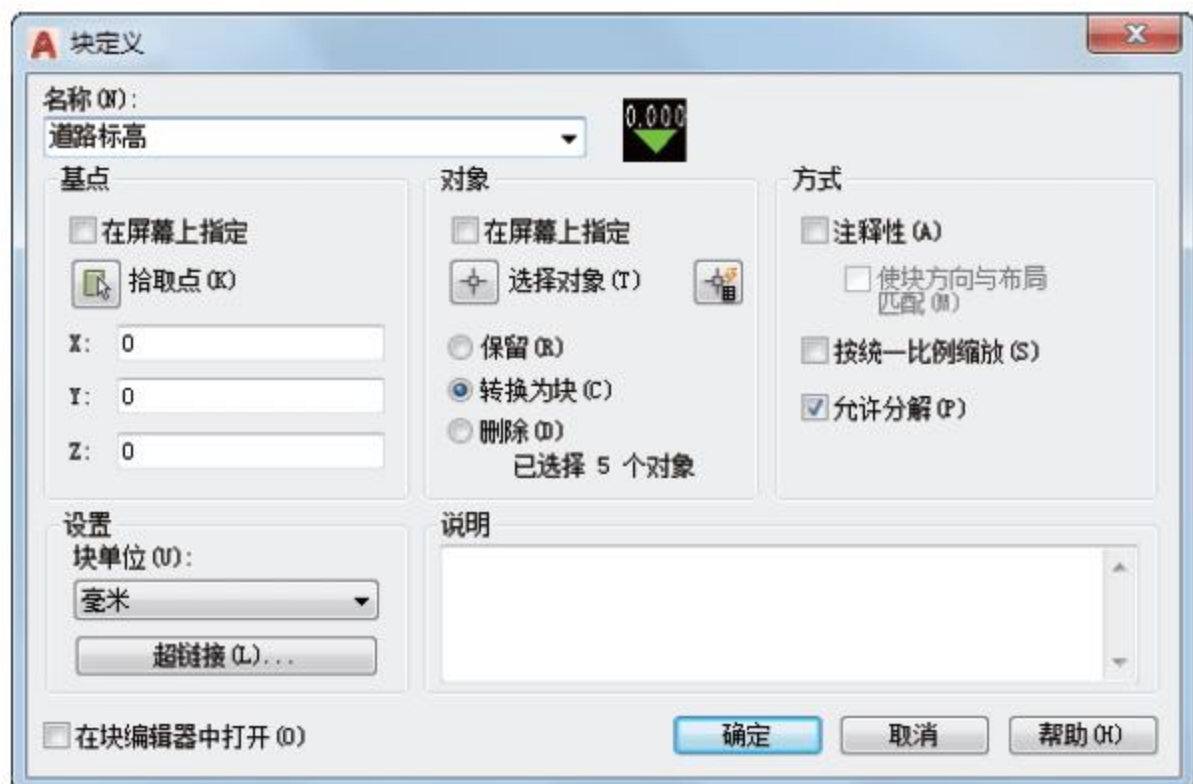 块定义
名称(N):
道路标高
0.000
基点
在屏幕上指定
拾取点(K)
X: 0
Y: 0
Z: 0
对象
在屏幕上指定
选择对象(T)
保留(R)
转换为块(C)
删除(D)
已选择 5 个对象
方式
注释性(A)
使块方向与布局
匹配(M)
按统一比例缩放(S)
允许分解(P)
设置
块单位(U):
毫米
超链接(L)...
说明
在块编辑器中打开(O)
确定
取消
帮助(H)